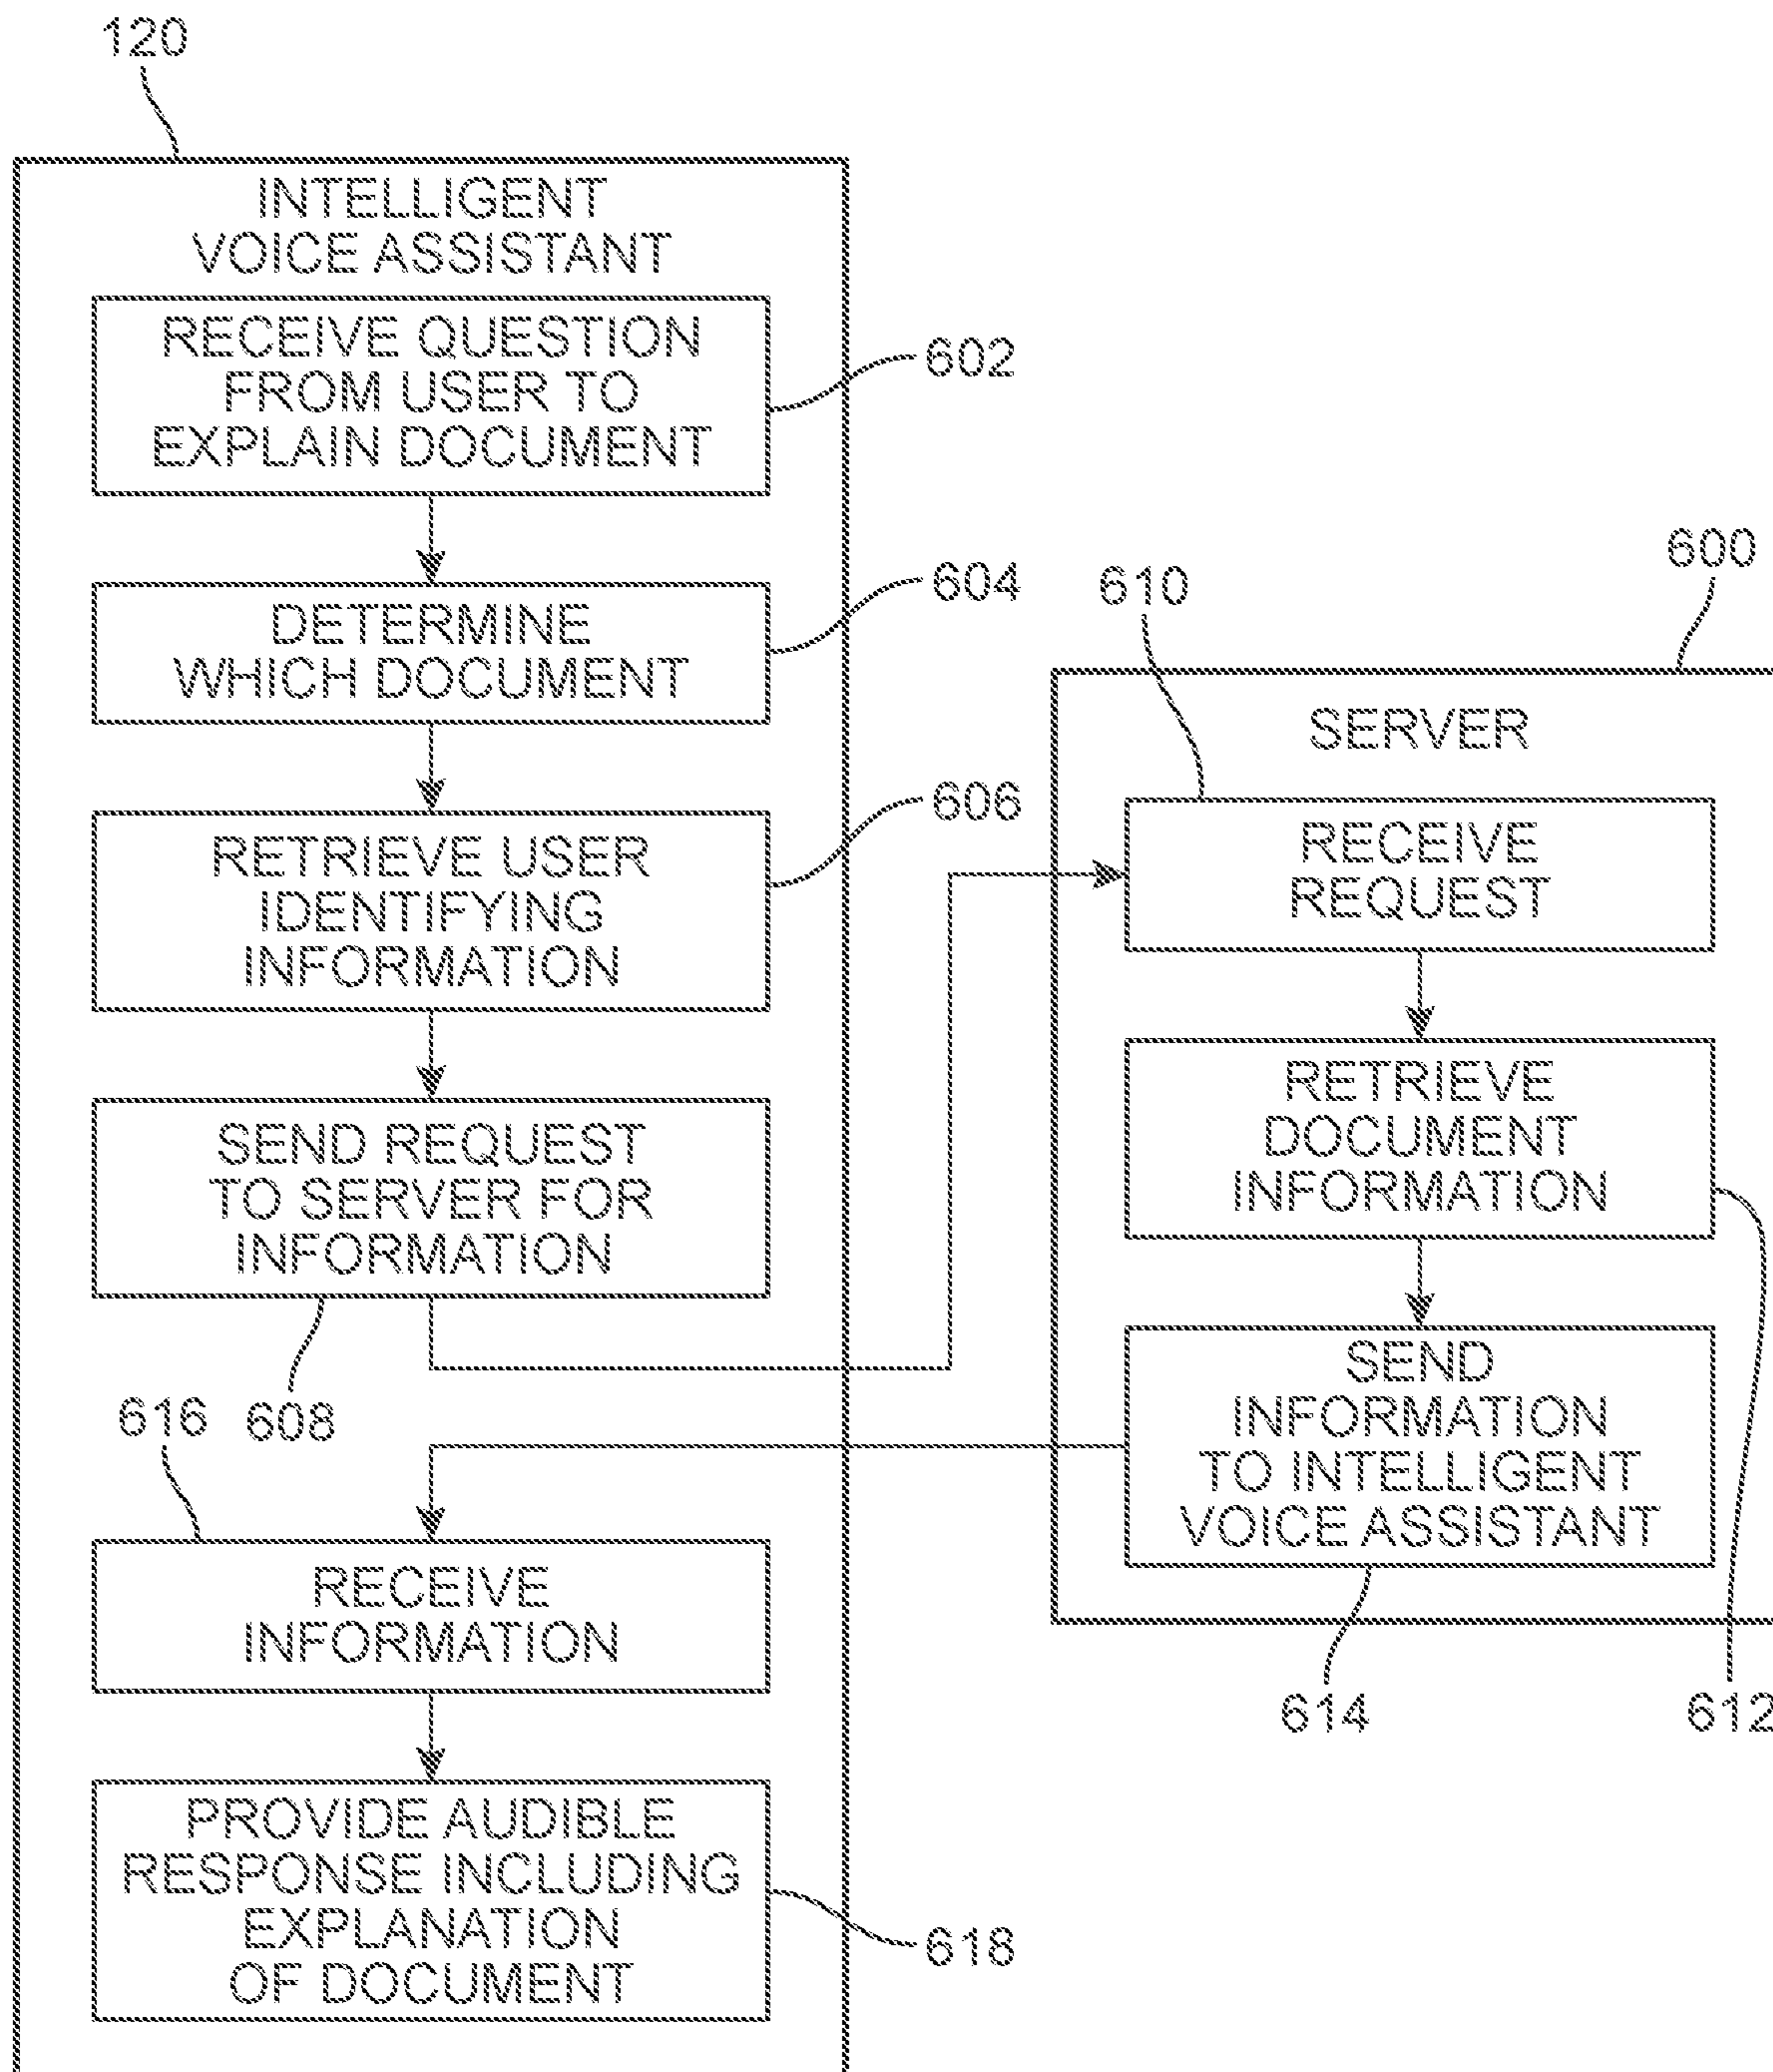 120
INTELLIGENT
VOICE ASSISTANT
RECEIVE QUESTION
FROM USER TO
EXPLAIN DOCUMENT
602
DETERMINE
WHICH DOCUMENT
604
RETRIEVE USER
IDENTIFYING
INFORMATION
606
SEND REQUEST
TO SERVER FOR
INFORMATION
608
600
SERVER
610
RECEIVE
REQUEST
RETRIEVE
DOCUMENT
INFORMATION
612
SEND
INFORMATION
TO INTELLIGENT
VOICE ASSISTANT
614
616
RECEIVE
INFORMATION
PROVIDE AUDIBLE
RESPONSE INCLUDING
EXPLANATION
OF DOCUMENT
618